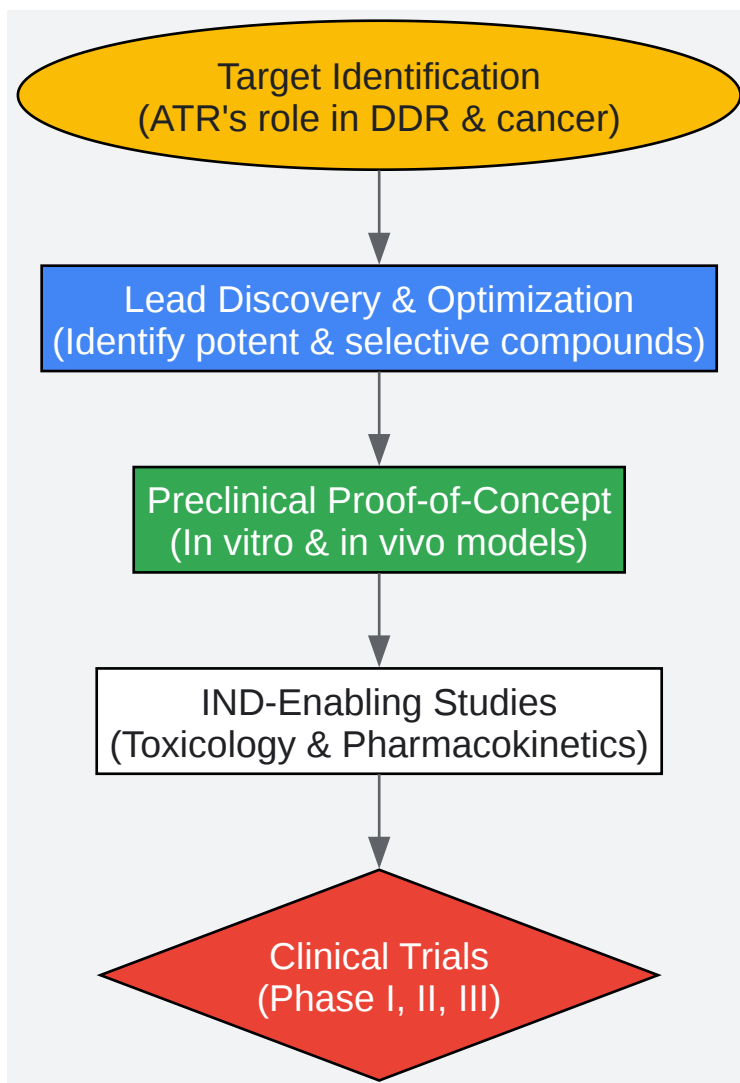 Target Identification
(ATR's role in DDR & cancer)
Lead Discovery & Optimization
(Identify potent & selective compounds)
Preclinical Proof-of-Concept
(In vitro & in vivo models)
IND-Enabling Studies
(Toxicology & Pharmacokinetics)
Clinical Trials
(Phase I, II, III)